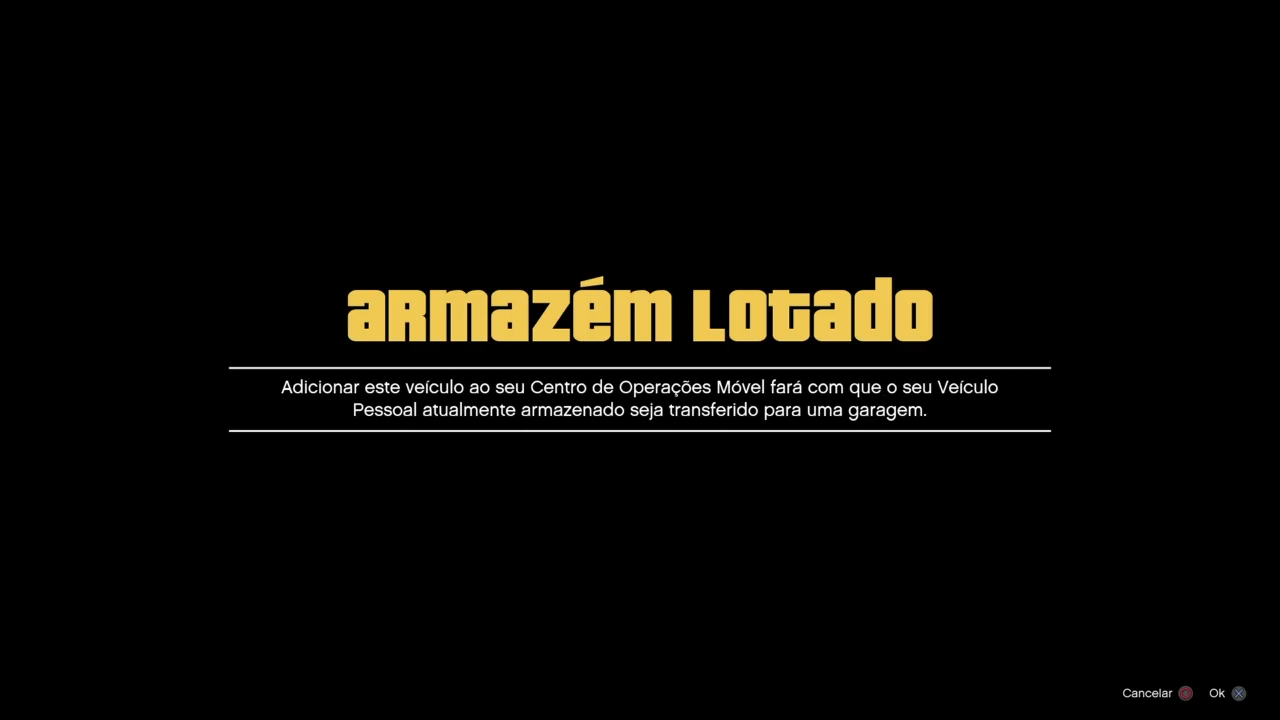 ARmazém Lotado
Adicionar este veículo ao seu Centro de Operações Móvel fará com que o seu Veículo
Pessoal atualmente armazenado seja transferido para uma garagem.
Cancelar Ok